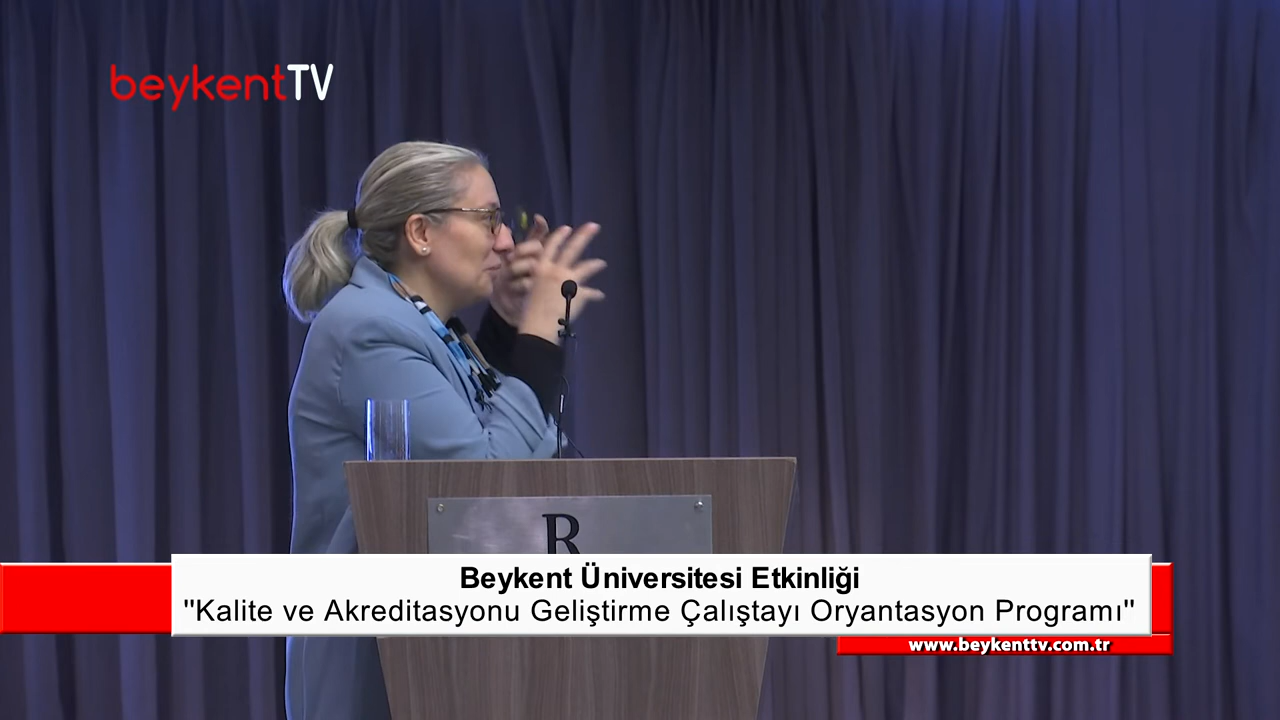 beykentTV
R
Beykent Üniversitesi Etkinliği
"Kalite ve Akreditasyonu Geliştirme Çalıştayı Oryantasyon Programı"
www.beykenttv.com.tr